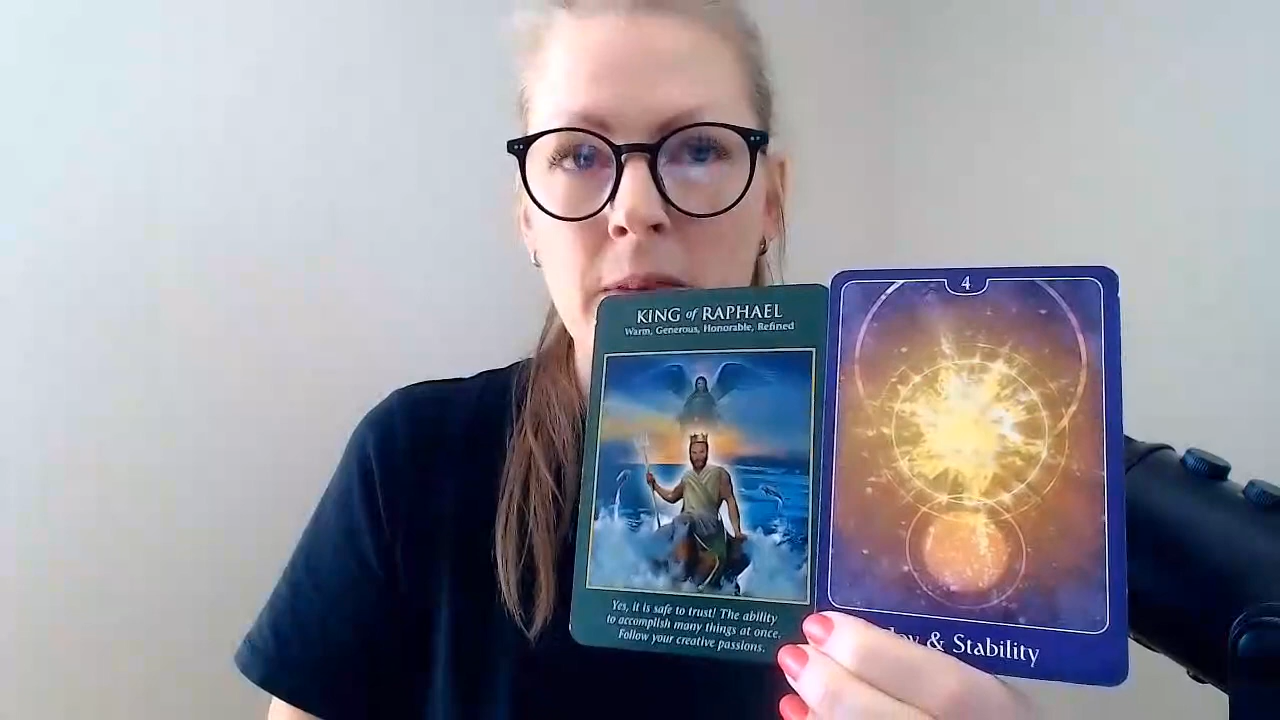 KING of RAPHAEL
Warm, Generous, Honorable, Refined
Yes, it is safe to trust! The ability
to accomplish many things at once.
Follow your creative passions.
4
& Stability